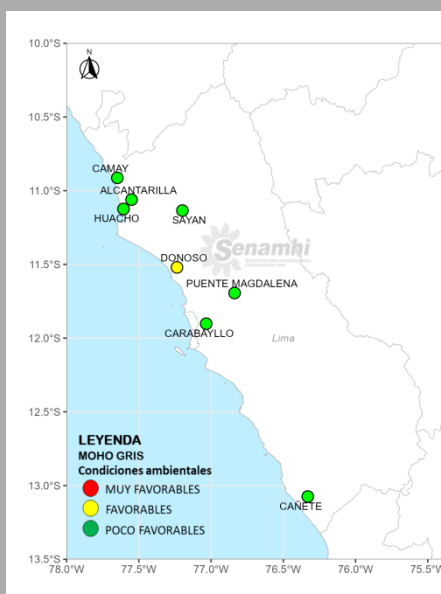 10.0°S
N
10.5°S
CAMAY
11.0°S
ALCANTARILLA
HUACHO
SAYAN
Senamhi
DONOSO
11.5°S
PUENTE MAGDALENA
CARABAYLLO
12.0°S
Lima
12.5°S
LEYENDA
MOHO GRIS
Condiciones ambientales
MUY FAVORABLES
FAVORABLES
POCO FAVORABLES
13.0°S
CAÑETE
13.5°S
78.0°W 77.5°W 77.0°W 76.5°W 76.0°W 75.5°W